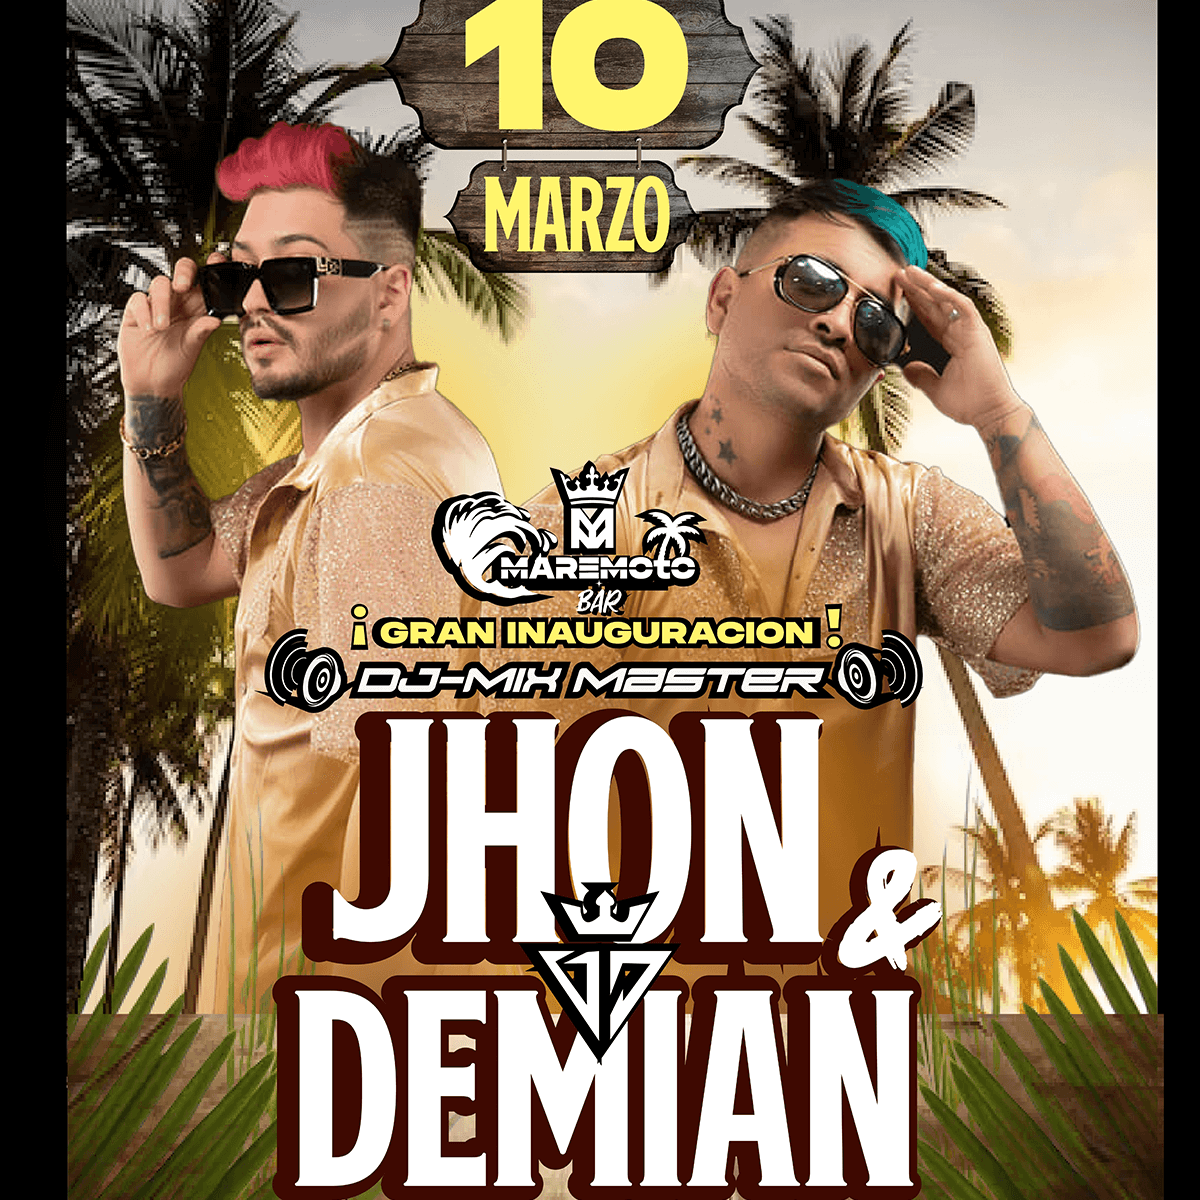 10
MARZO
M
MAREMOTO
BAR
¡ GRAN INAUGURACION !
DJ-MIX MASTER
JHON
&
DEMIAN